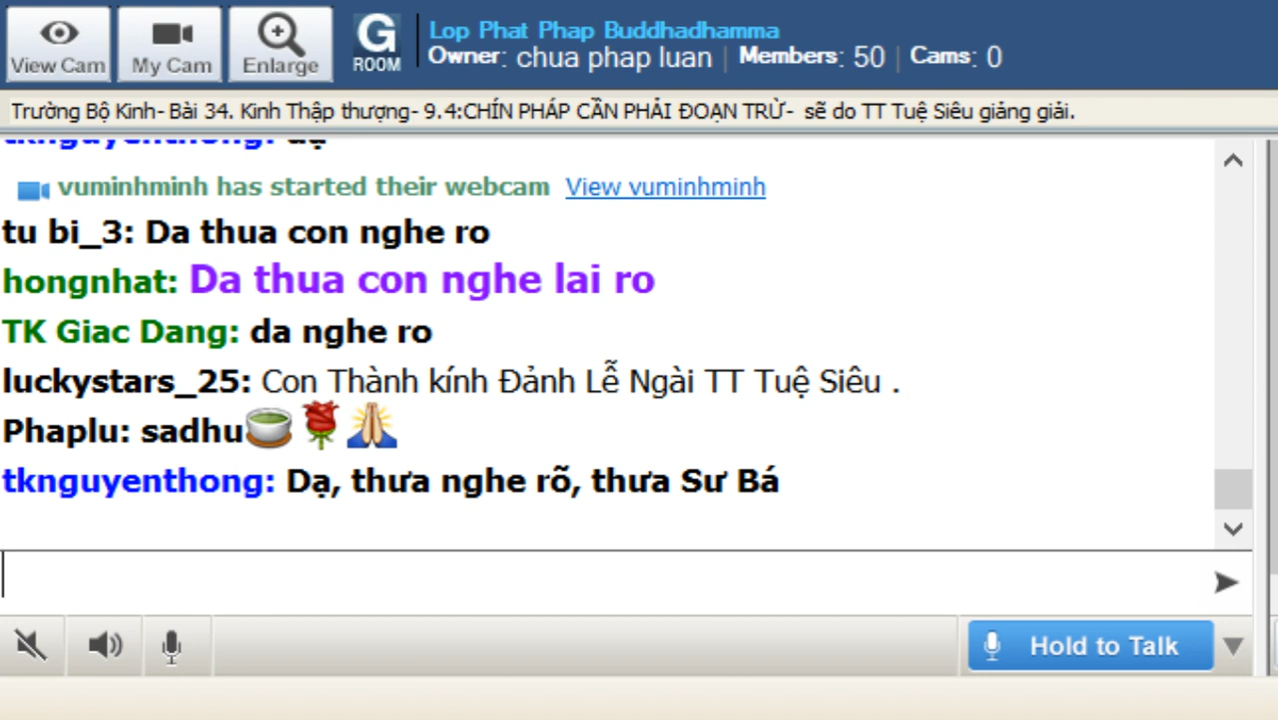 View Cam
My Cam
Enlarge
G
ROOM
Lop Phat Phap Buddhadhamma
Owner: chua phap luan | Members: 50 | Cams: 0
Trường Bộ Kinh- Bài 34. Kinh Thập thượng- 9.4:CHÍN PHÁP CẦN PHẢI ĐOẠN TRỪ- sẽ do TT Tuệ Siêu giảng giải.
tknguyenthong: dạ
vuminhminh has started their webcam View vuminhminh
tu bi_3: Da thua con nghe ro
hongnhat: Da thua con nghe lai ro
TK Giac Dang: da nghe ro
luckystars_25: Con Thành kính Đảnh Lễ Ngài TT Tuệ Siêu .
Phaplu: sadhu
tknguyenthong: Dạ, thưa nghe rõ, thưa Sư Bá
Hold to Talk